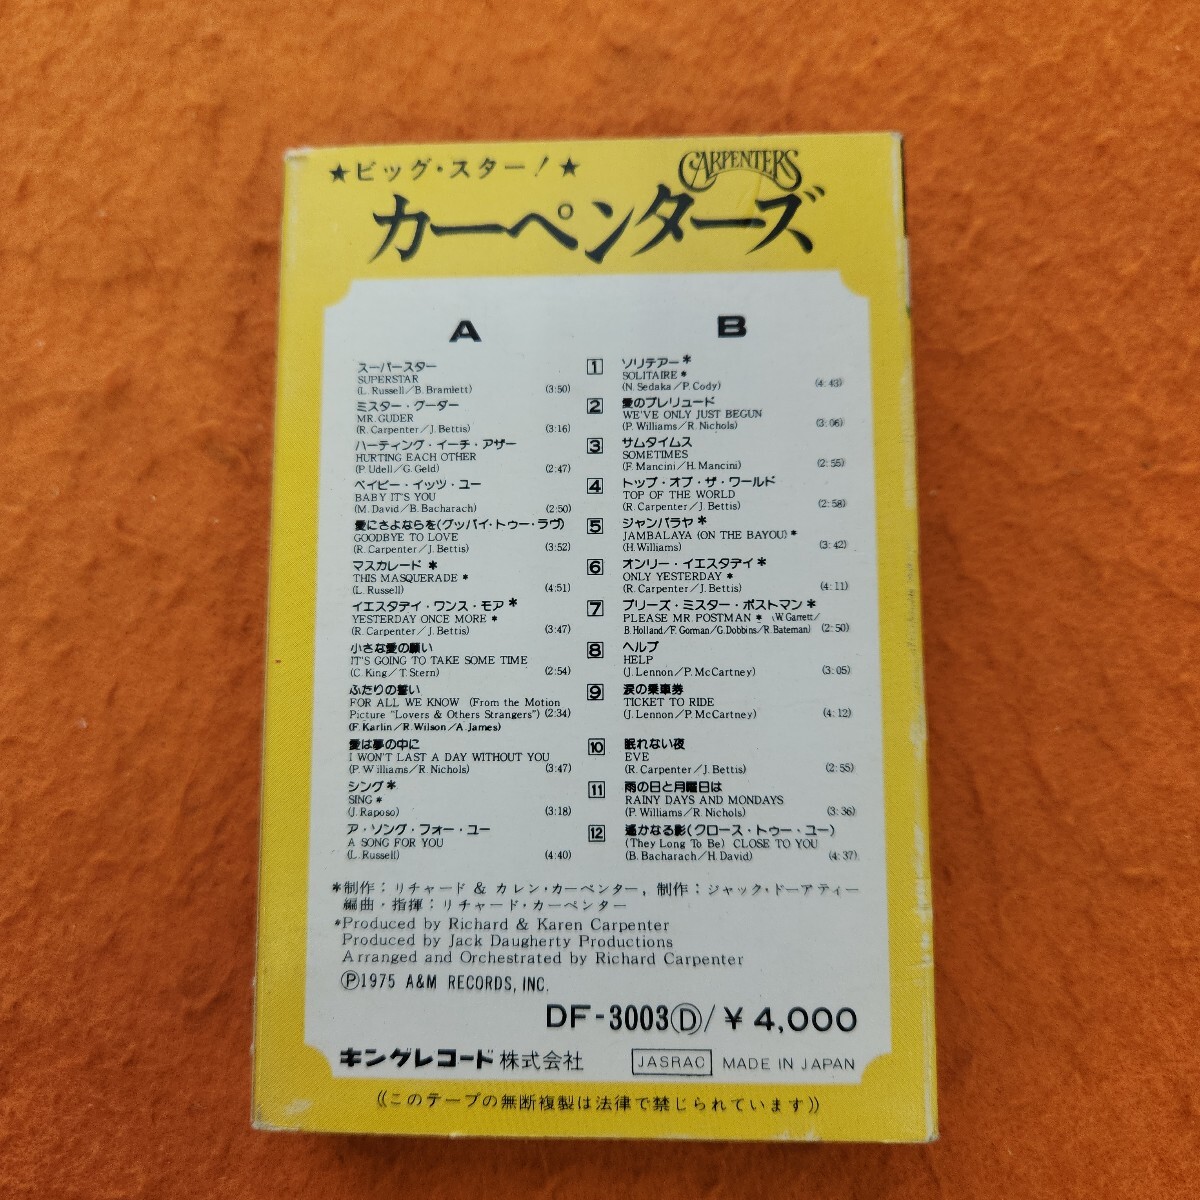 ★ビッグ・スター!★
CARPENTERS
カーペンターズ
A
スーパースター
SUPERSTAR
(L. Russell/B. Bramlett) (3:50)
ミスター・グーダー
MR. GUDER
(R. Carpenter/J. Bettis) (3:16)
ハーティング・イーチ・アザー
HURTING EACH OTHER
(P. Udell/G. Geld) (2:47)
ベイビー・イッツ・ユー
BABY IT'S YOU
(M. David/B. Bacharach) (2:50)
愛にさよならを(グッバイ・トゥー・ラヴ)
GOODBYE TO LOVE
(R. Carpenter/J. Bettis) (3:52)
マスカレード *
THIS MASQUERADE *
(L. Russell) (4:51)
イエスタデイ・ワンス・モア*
YESTERDAY ONCE MORE *
(R. Carpenter/J. Bettis) (3:47)
小さな愛の願い
IT'S GOING TO TAKE SOME TIME
(C. King/T. Stern) (2:54)
ふたりの誓い
FOR ALL WE KNOW (From the Motion
Picture "Lovers & Others Strangers") (2:34)
(F. Karlin/R. Wilson/A. James)
愛は夢の中に
I WON'T LAST A DAY WITHOUT YOU
(P. Williams/R. Nichols) (3:47)
シング*
SING *
(J. Raposo) (3:18)
ア・ソング・フォー・ユー
A SONG FOR YOU
(L. Russell) (4:40)
B
1 ソリテアー*
SOLITAIRE *
(N. Sedaka/P. Cody) (4:43)
2 愛のプレリュード
WE'VE ONLY JUST BEGUN
(P. Williams/R. Nichols) (3:06)
3 サムタイムス
SOMETIMES
(F. Mancini/H. Mancini) (2:55)
4 トップ・オブ・ザ・ワールド
TOP OF THE WORLD
(R. Carpenter/J. Bettis) (2:58)
5 ジャンバラヤ*
JAMBALAYA (ON THE BAYOU) *
(H. Williams) (3:42)
6 オンリー・イエスタデイ*
ONLY YESTERDAY *
(R. Carpenter/J. Bettis) (4:11)
7 プリーズ・ミスター・ポストマン*
PLEASE MR. POSTMAN * (W. Garrett/
B. Holland/F. Gorman/G. Dobbins/R. Bateman) (2:50)
8 ヘルプ
HELP
(J. Lennon/P. McCartney) (3:05)
9 涙の乗車券
TICKET TO RIDE
(J. Lennon/P. McCartney) (4:12)
10 眠れない夜
EVE
(R. Carpenter/J. Bettis) (2:55)
11 雨の日と月曜日は
RAINY DAYS AND MONDAYS
(P. Williams/R. Nichols) (3:36)
12 遙かなる影(クロース・トゥー・ユー)
(They Long To Be) CLOSE TO YOU
(B. Bacharach/H. David) (4:37)
*制作:リチャード & カレン・カーペンター, 制作:ジャック・ドーアティー
編曲・指揮:リチャード・カーペンター
*Produced by Richard & Karen Carpenter
Produced by Jack Daugherty Productions
Arranged and Orchestrated by Richard Carpenter
Ⓟ1975 A&M RECORDS, INC.
DF-3003Ⓓ/¥4,000
キングレコード株式会社 JASRAC MADE IN JAPAN
((このテープの無断複製は法律で禁じられています))